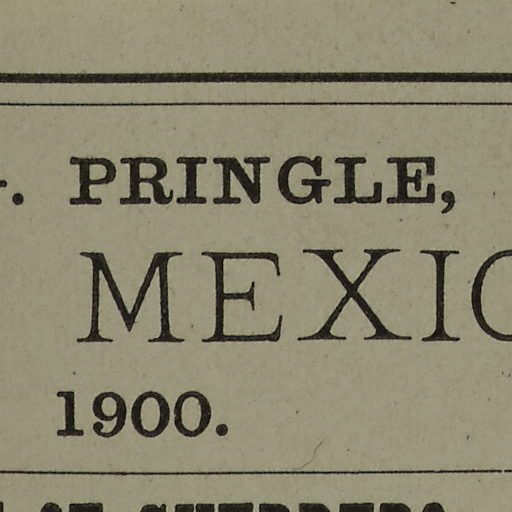 . PRINGLE,
MEXIC
1900.